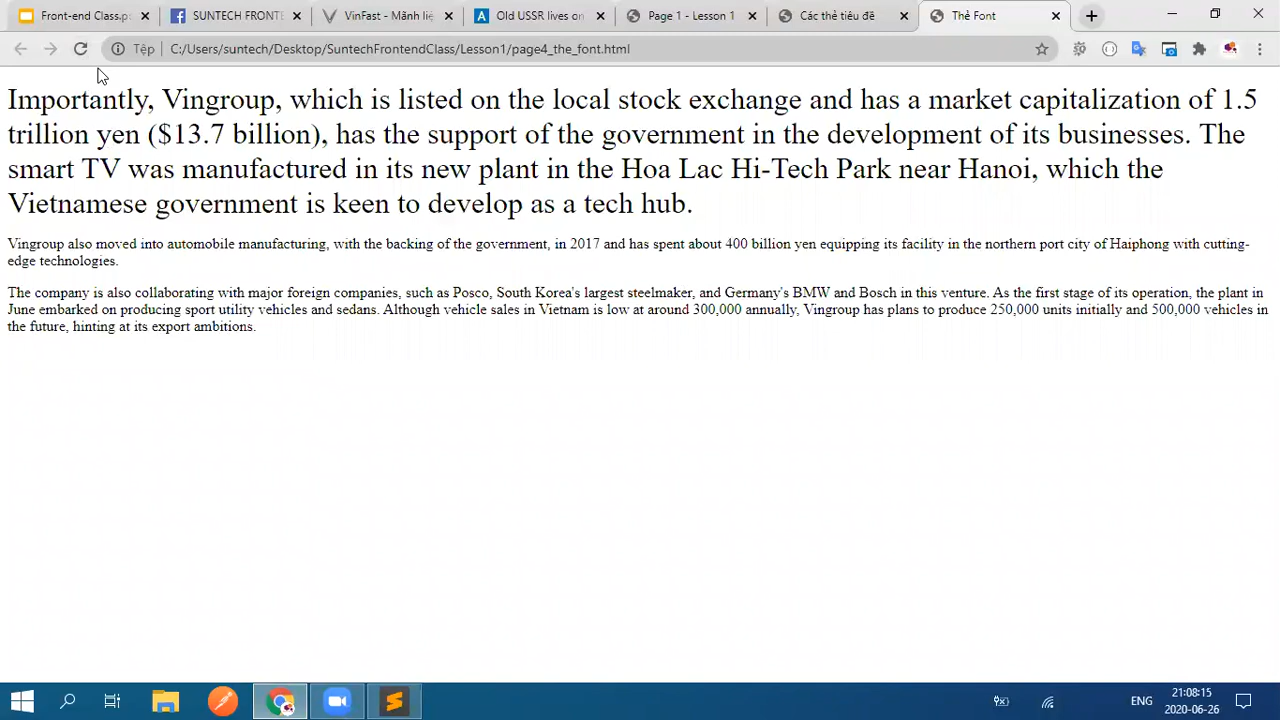 Front-end Class.p
SUNTECH FRONTE
VinFast - Mãnh liệ
Old USSR lives on
Page 1 - Lesson 1
Các thẻ tiêu đề
Thẻ Font
Tệp
C:/Users/suntech/Desktop/SuntechFrontendClass/Lesson1/page4_the_font.html
Importantly, Vingroup, which is listed on the local stock exchange and has a market capitalization of 1.5
trillion yen ($13.7 billion), has the support of the government in the development of its businesses. The
smart TV was manufactured in its new plant in the Hoa Lac Hi-Tech Park near Hanoi, which the
Vietnamese government is keen to develop as a tech hub.
Vingroup also moved into automobile manufacturing, with the backing of the government, in 2017 and has spent about 400 billion yen equipping its facility in the northern port city of Haiphong with cutting-
edge technologies.
The company is also collaborating with major foreign companies, such as Posco, South Korea's largest steelmaker, and Germany's BMW and Bosch in this venture. As the first stage of its operation, the plant in
June embarked on producing sport utility vehicles and sedans. Although vehicle sales in Vietnam is low at around 300,000 annually, Vingroup has plans to produce 250,000 units initially and 500,000 vehicles in
the future, hinting at its export ambitions.
ENG
21:08:15
2020-06-26